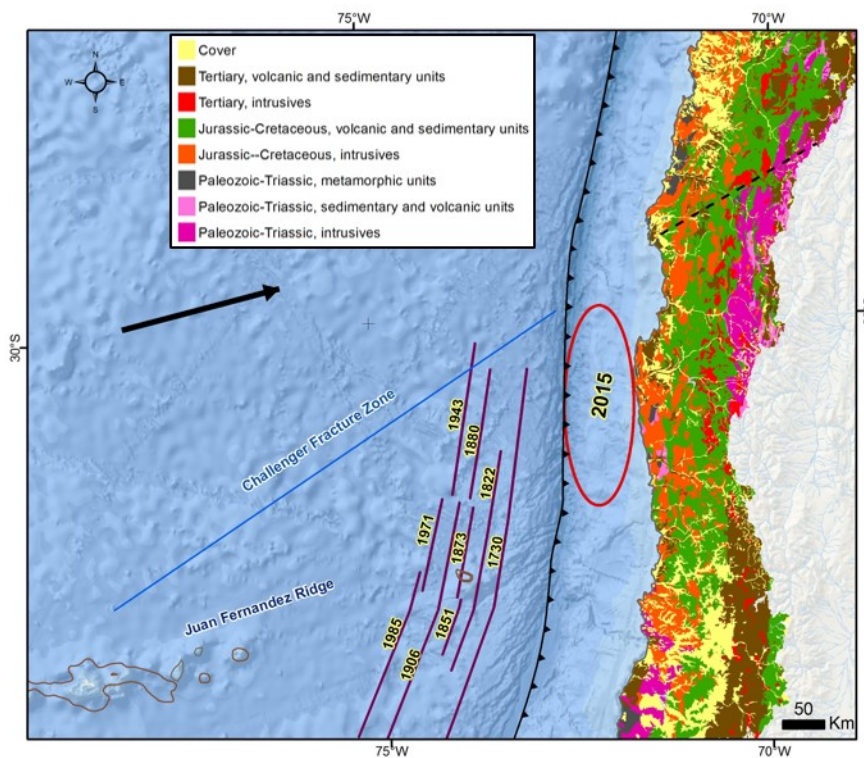 75°W
70°W
N
W E
S
Cover
Tertiary, volcanic and sedimentary units
Tertiary, intrusives
Jurassic-Cretaceous, volcanic and sedimentary units
Jurassic--Cretaceous, intrusives
Paleozoic-Triassic, metamorphic units
Paleozoic-Triassic, sedimentary and volcanic units
Paleozoic-Triassic, intrusives
30°S
2015
Challenger Fracture Zone
1943
1880
1822
1971
1873
1730
Juan Fernandez Ridge
1985
1906
1851
50
Km
75°W
70°W